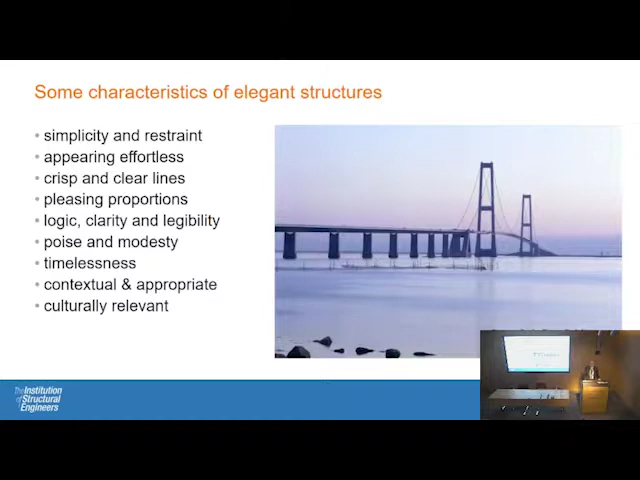 Some characteristics of elegant structures
• simplicity and restraint
• appearing effortless
• crisp and clear lines
• pleasing proportions
• logic, clarity and legibility
• poise and modesty
• timelessness
• contextual & appropriate
• culturally relevant
The Institution
of Structural
Engineers